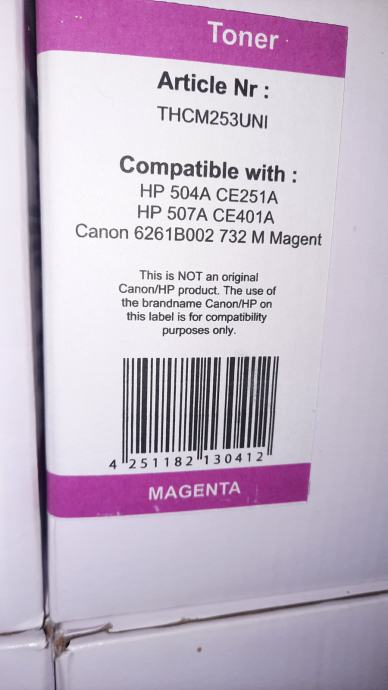 Toner
Article Nr :
THCM253UNI
Compatible with :
HP 504A CE251A
HP 507A CE401A
Canon 6261B002 732 M Magent
This is NOT an original
Canon/HP product. The use of
the brandname Canon/HP on
this label is for compatibility
purposes only.
4 251182 130412
MAGENTA